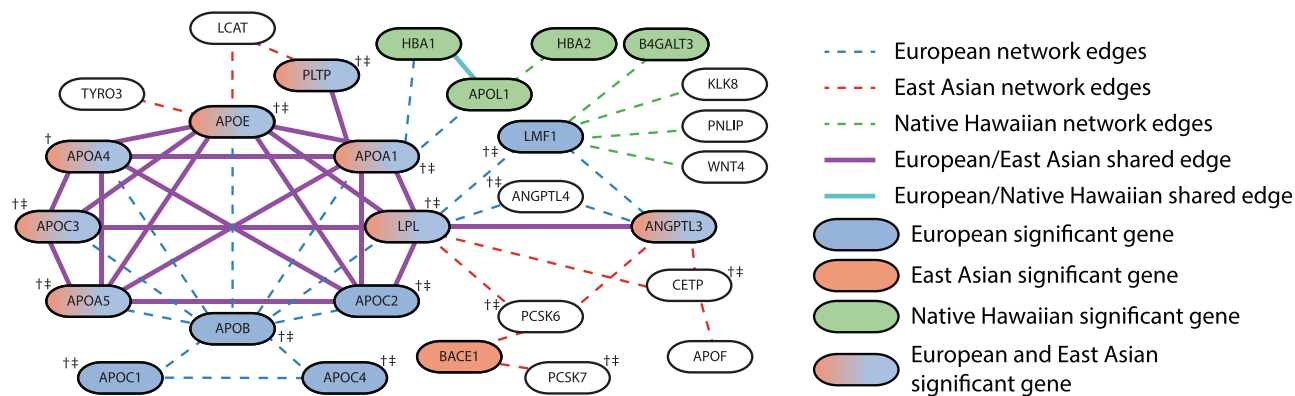 LCAT
HBA1
HBA2
B4GALT3
European network edges
PLTP †‡
KLK8
East Asian network edges
TYRO3
APOL1
APOE †‡
PNLIP
Native Hawaiian network edges
LMF1 †‡
† APOA4
APOA1 †‡
WNT4
European/East Asian shared edge
†‡ ANGPTL4
European/Native Hawaiian shared edge
†‡ APOC3
LPL †‡
ANGPTL3
European significant gene
CETP †‡
East Asian significant gene
†‡ APOA5
APOC2 †‡
†‡ PCSK6
Native Hawaiian significant gene
APOB †‡
BACE1
APOF
European and East Asian
significant gene
†‡ APOC1
APOC4 †‡
PCSK7 †‡